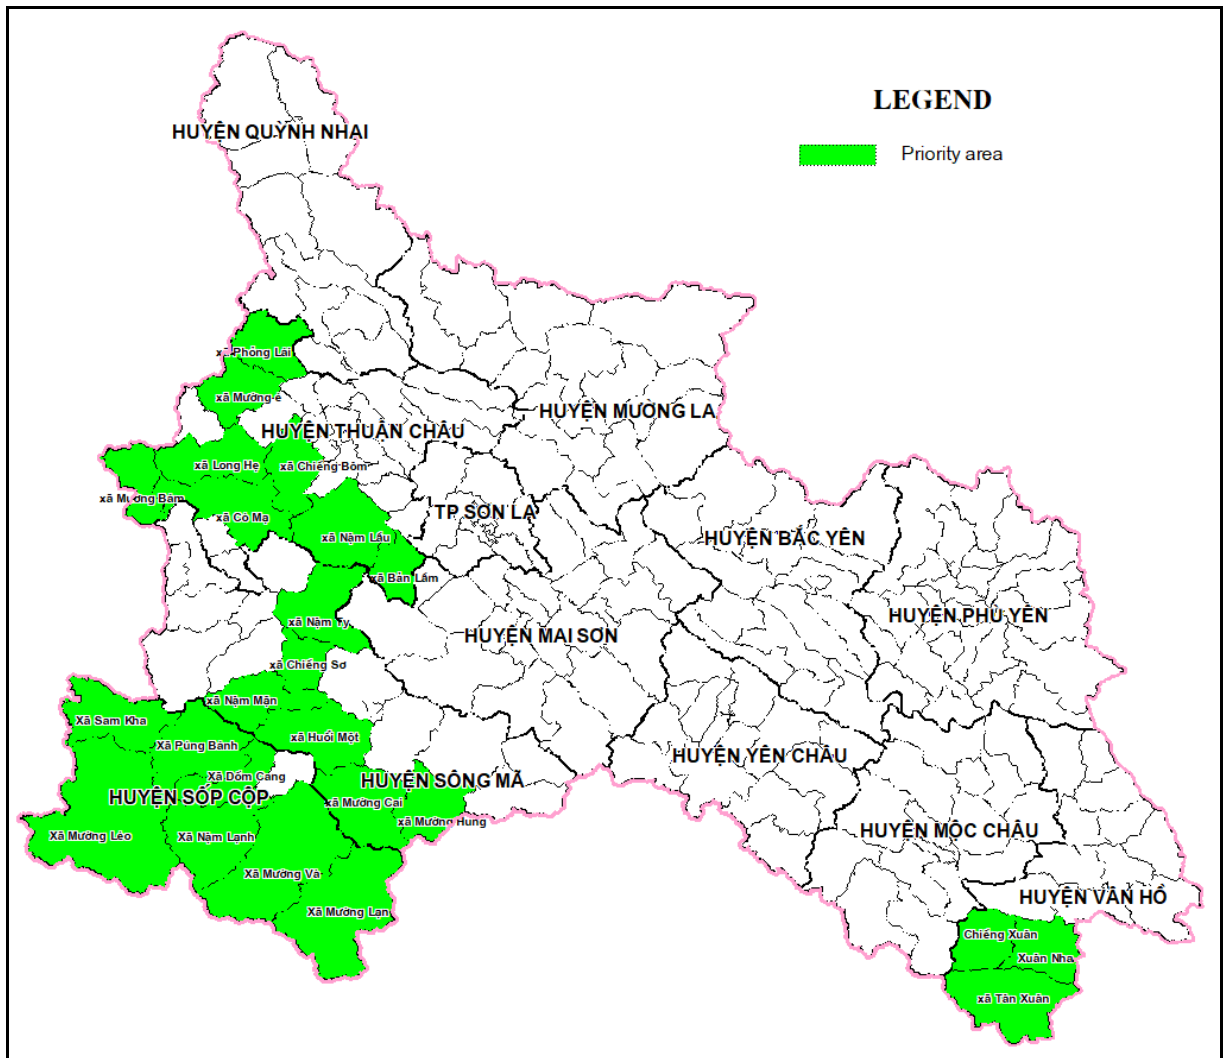 LEGEND
Priority area
HUYỆN QUỲNH NHAI
xã Phỏng Lái
xã Mường é
HUYỆN MƯỜNG LA
HUYỆN THUẬN CHÂU
xã Long Hẹ
xã Chiềng Bôm
xã Mường Bám
TP SƠN LA
xã Có Mạ
xã Nậm Lầu
HUYỆN BẮC YÊN
xã Bản Lầm
HUYỆN PHÙ YÊN
xã Nậm Ty
HUYỆN MAI SƠN
xã Chiềng Sơ
xã Nậm Mằn
Xã Sam Kha
xã Huổi Một
Xã Púng Bánh
HUYỆN YÊN CHÂU
Xã Dồm Cang
HUYỆN SÔNG MÃ
HUYỆN SỐP CỘP
xã Mường Cai
xã Mường Hung
HUYỆN MỘC CHÂU
Xã Mường Lèo
Xã Nậm Lạnh
Xã Mường Và
HUYỆN VÂN HỒ
Xã Mường Lạn
Chiềng Xuân
Xuân Nha
xã Tân Xuân